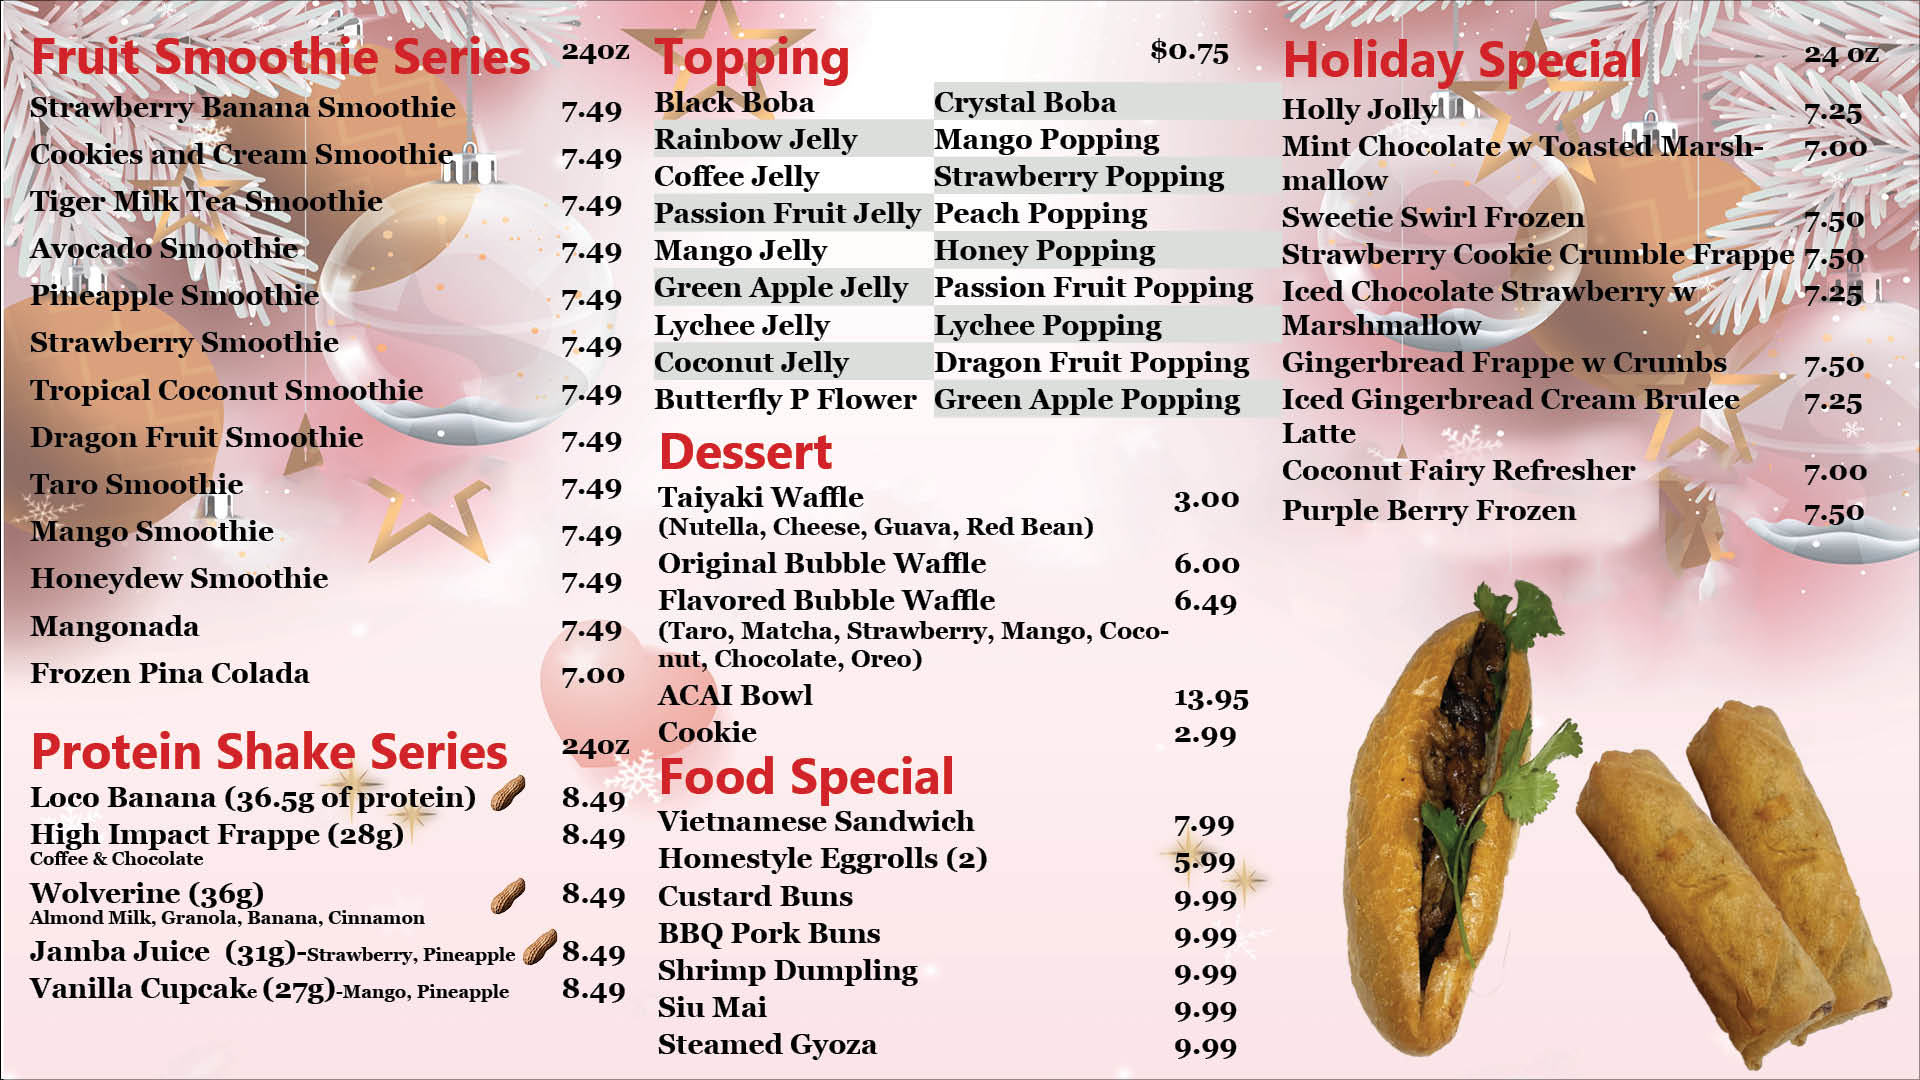 Fruit Smoothie Series 24oz
Strawberry Banana Smoothie 7.49
Cookies and Cream Smoothie 7.49
Tiger Milk Tea Smoothie 7.49
Avocado Smoothie 7.49
Pineapple Smoothie 7.49
Strawberry Smoothie 7.49
Tropical Coconut Smoothie 7.49
Dragon Fruit Smoothie 7.49
Taro Smoothie 7.49
Mango Smoothie 7.49
Honeydew Smoothie 7.49
Mangonada 7.49
Frozen Pina Colada 7.00
Protein Shake Series 24oz
Loco Banana (36.5g of protein) 8.49
High Impact Frappe (28g) 8.49
Coffee & Chocolate
Wolverine (36g) 8.49
Almond Milk, Granola, Banana, Cinnamon
Jamba Juice (31g)-Strawberry, Pineapple 8.49
Vanilla Cupcake (27g)-Mango, Pineapple 8.49
Topping $0.75
Black Boba Crystal Boba
Rainbow Jelly Mango Popping
Coffee Jelly Strawberry Popping
Passion Fruit Jelly Peach Popping
Mango Jelly Honey Popping
Green Apple Jelly Passion Fruit Popping
Lychee Jelly Lychee Popping
Coconut Jelly Dragon Fruit Popping
Butterfly P Flower Green Apple Popping
Dessert
Taiyaki Waffle 3.00
(Nutella, Cheese, Guava, Red Bean)
Original Bubble Waffle 6.00
Flavored Bubble Waffle 6.49
(Taro, Matcha, Strawberry, Mango, Coco-
nut, Chocolate, Oreo)
ACAI Bowl 13.95
Cookie 2.99
Food Special
Vietnamese Sandwich 7.99
Homestyle Eggrolls (2) 5.99
Custard Buns 9.99
BBQ Pork Buns 9.99
Shrimp Dumpling 9.99
Siu Mai 9.99
Steamed Gyoza 9.99
Holiday Special 24 oz
Holly Jolly 7.25
Mint Chocolate w Toasted Marsh- 7.00
mallow
Sweetie Swirl Frozen 7.50
Strawberry Cookie Crumble Frappe 7.50
Iced Chocolate Strawberry w 7.25
Marshmallow
Gingerbread Frappe w Crumbs 7.50
Iced Gingerbread Cream Brulee 7.25
Latte
Coconut Fairy Refresher 7.00
Purple Berry Frozen 7.50